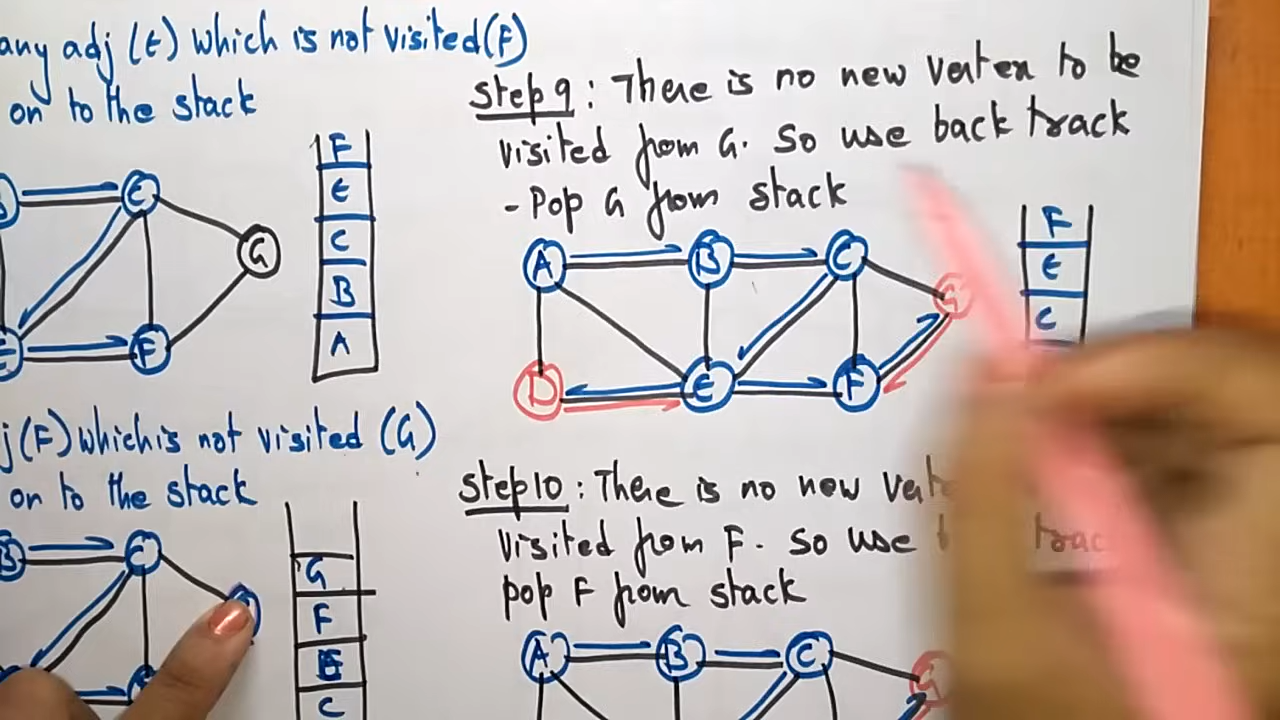 any adj (E) which is not visited (F)
on to the stack
F
E
C
B
A
E
G
E
F
j (F) which is not visited (G)
on to the stack
B
C
G
F
E
C
Step 9 : There is no new vertex to be
visited from G. So use back track
- Pop G from stack
A
B
C
G
D
E
F
F
E
C
Step 10 : There is no new
visited from F. So use
pop F from stack
A
B
C
G